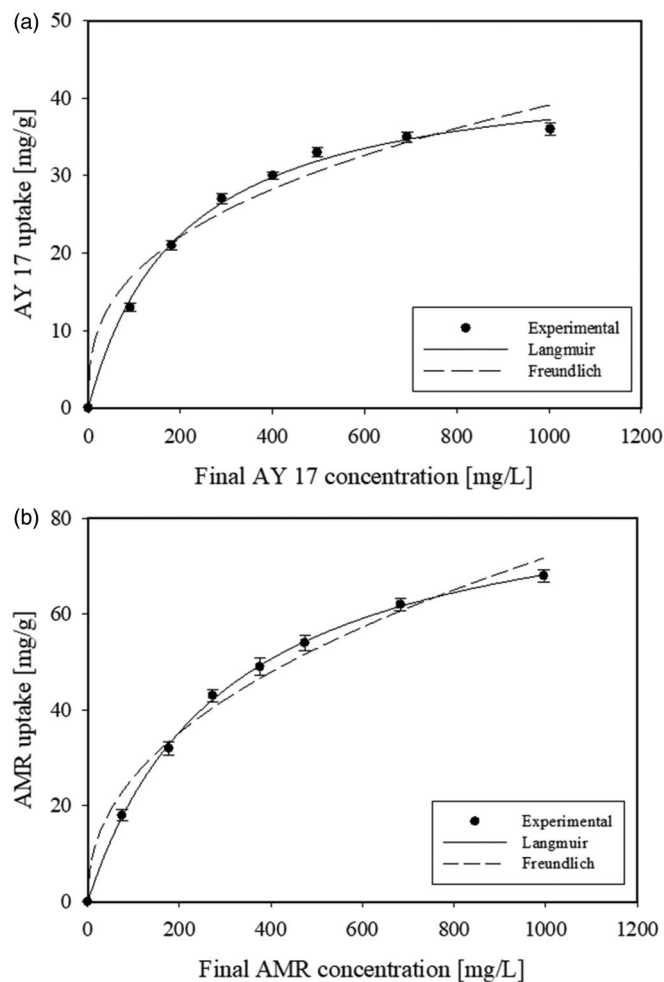 (a)
50
40
30
20
10
0
AY 17 uptake [mg/g]
Experimental
Langmuir
Freundlich
0 200 400 600 800 1000 1200
Final AY 17 concentration [mg/L]
(b)
80
60
40
20
0
AMR uptake [mg/g]
Experimental
Langmuir
Freundlich
0 200 400 600 800 1000 1200
Final AMR concentration [mg/L]